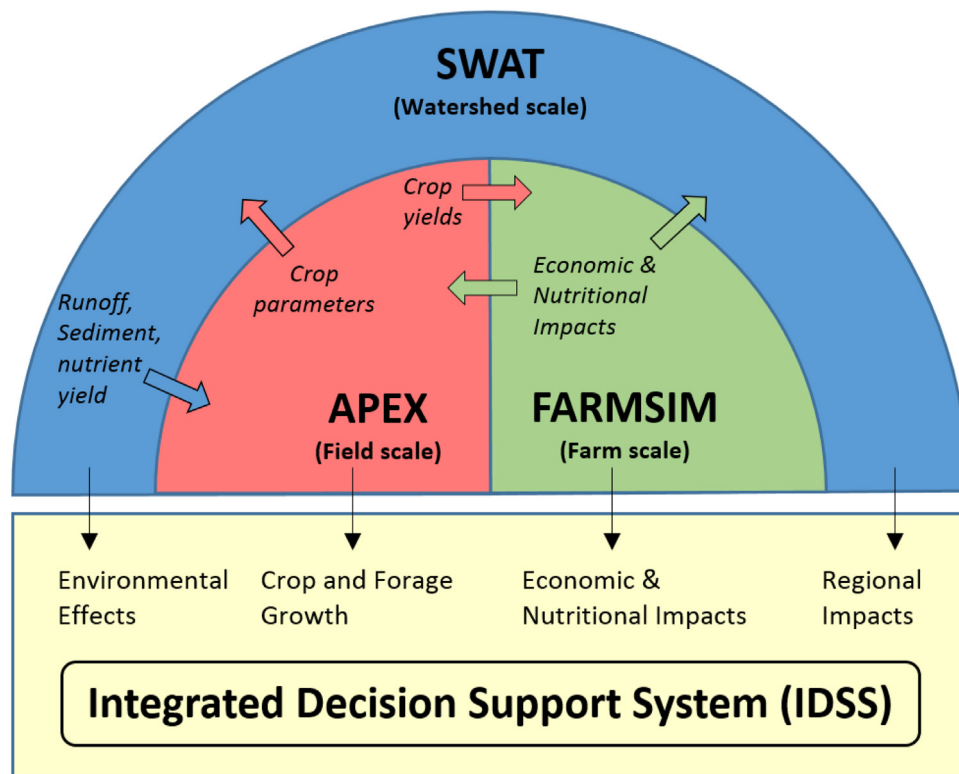 SWAT
(Watershed scale)
Crop
yields
Crop
parameters
Economic &
Nutritional
Impacts
Runoff,
Sediment,
nutrient
yield
APEX
(Field scale)
FARMSIM
(Farm scale)
Environmental
Effects
Crop and Forage
Growth
Economic &
Nutritional Impacts
Regional
Impacts
Integrated Decision Support System (IDSS)